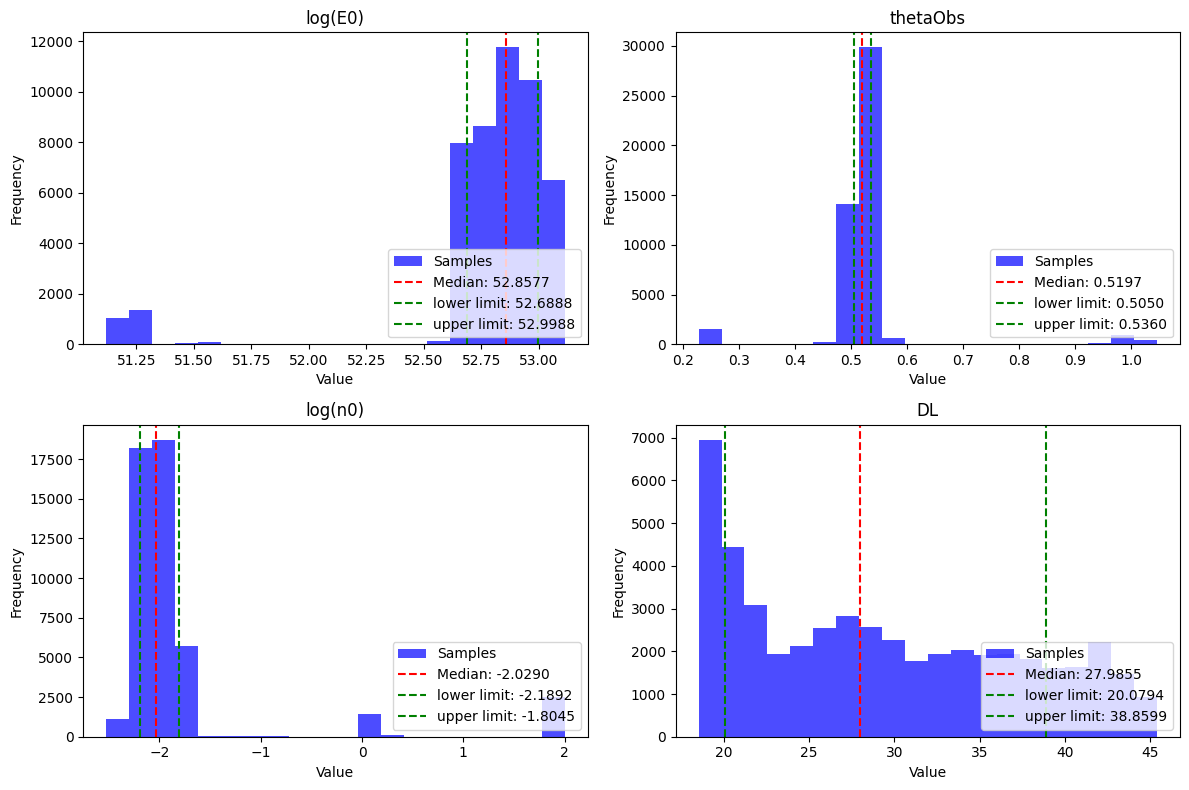 log(E0)
12000
10000
8000
6000
4000
2000
0
Frequency
51.25 51.50 51.75 52.00 52.25 52.50 52.75 53.00
Value
Samples
Median: 52.8577
lower limit: 52.6888
upper limit: 52.9988
thetaObs
30000
25000
20000
15000
10000
5000
0
Frequency
0.2 0.3 0.4 0.5 0.6 0.7 0.8 0.9 1.0
Value
Samples
Median: 0.5197
lower limit: 0.5050
upper limit: 0.5360
log(n0)
17500
15000
12500
10000
7500
5000
2500
0
Frequency
−2 −1 0 1 2
Value
Samples
Median: -2.0290
lower limit: -2.1892
upper limit: -1.8045
DL
7000
6000
5000
4000
3000
2000
1000
0
Frequency
20 25 30 35 40 45
Value
Samples
Median: 27.9855
lower limit: 20.0794
upper limit: 38.8599